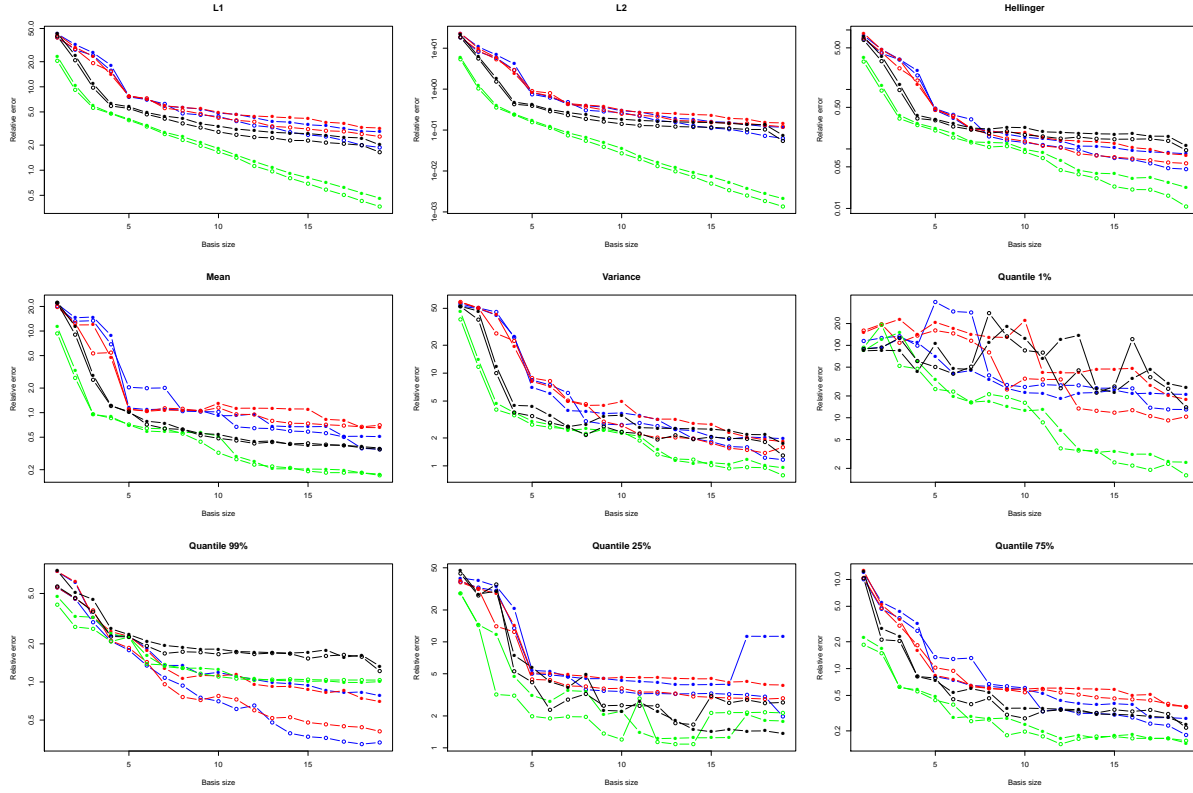 L1
50.0
20.0
10.0
5.0
2.0
1.0
0.5
Relative error
5
10
15
Basis size
L2
1e+01
1e+00
1e-01
1e-02
1e-03
Relative error
5
10
15
Basis size
Hellinger
5.00
0.50
0.05
0.01
Relative error
5
10
15
Basis size
Mean
20.0
10.0
5.0
2.0
1.0
0.5
0.2
Relative error
5
10
15
Basis size
Variance
50
20
10
5
2
1
Relative error
5
10
15
Basis size
Quantile 1%
200
100
50
20
10
5
2
Relative error
5
10
15
Basis size
Quantile 99%
5.0
2.0
1.0
0.5
Relative error
5
10
15
Basis size
Quantile 25%
50
20
10
5
2
1
Relative error
5
10
15
Basis size
Quantile 75%
10.0
5.0
2.0
1.0
0.5
0.2
Relative error
5
10
15
Basis size